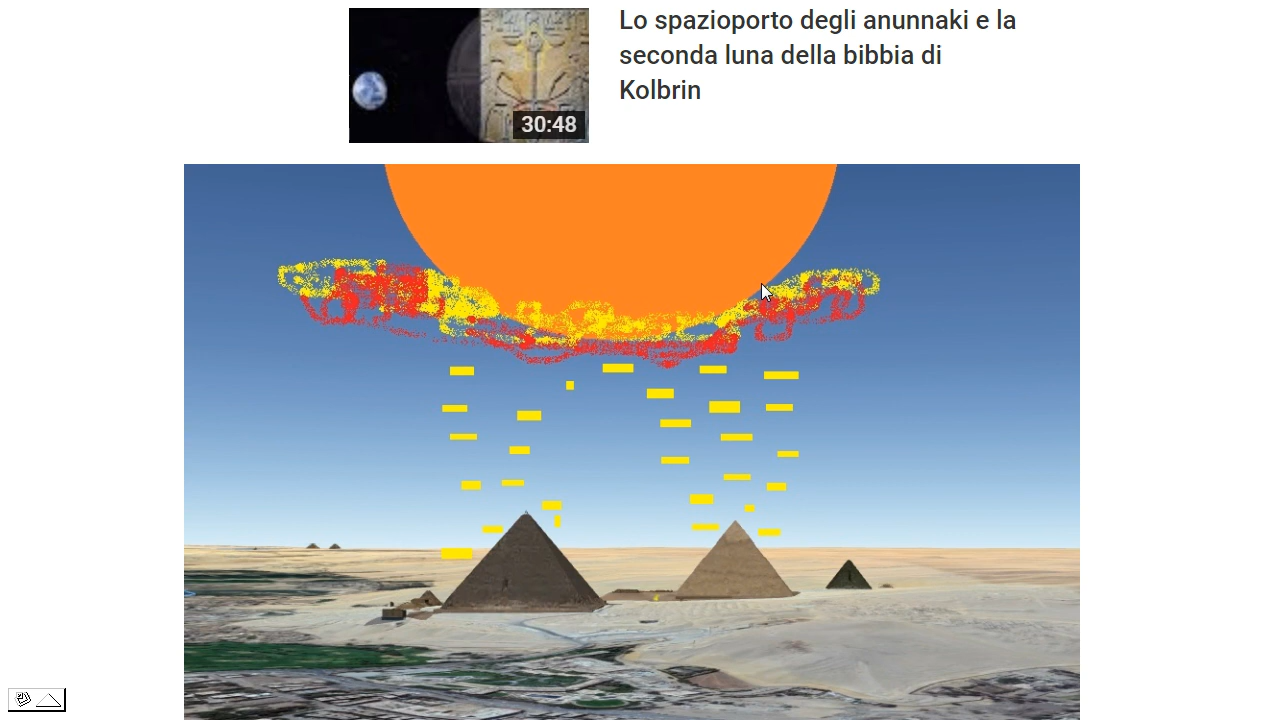 Lo spazioporto degli anunnaki e la
seconda luna della bibbia di
Kolbrin
30:48